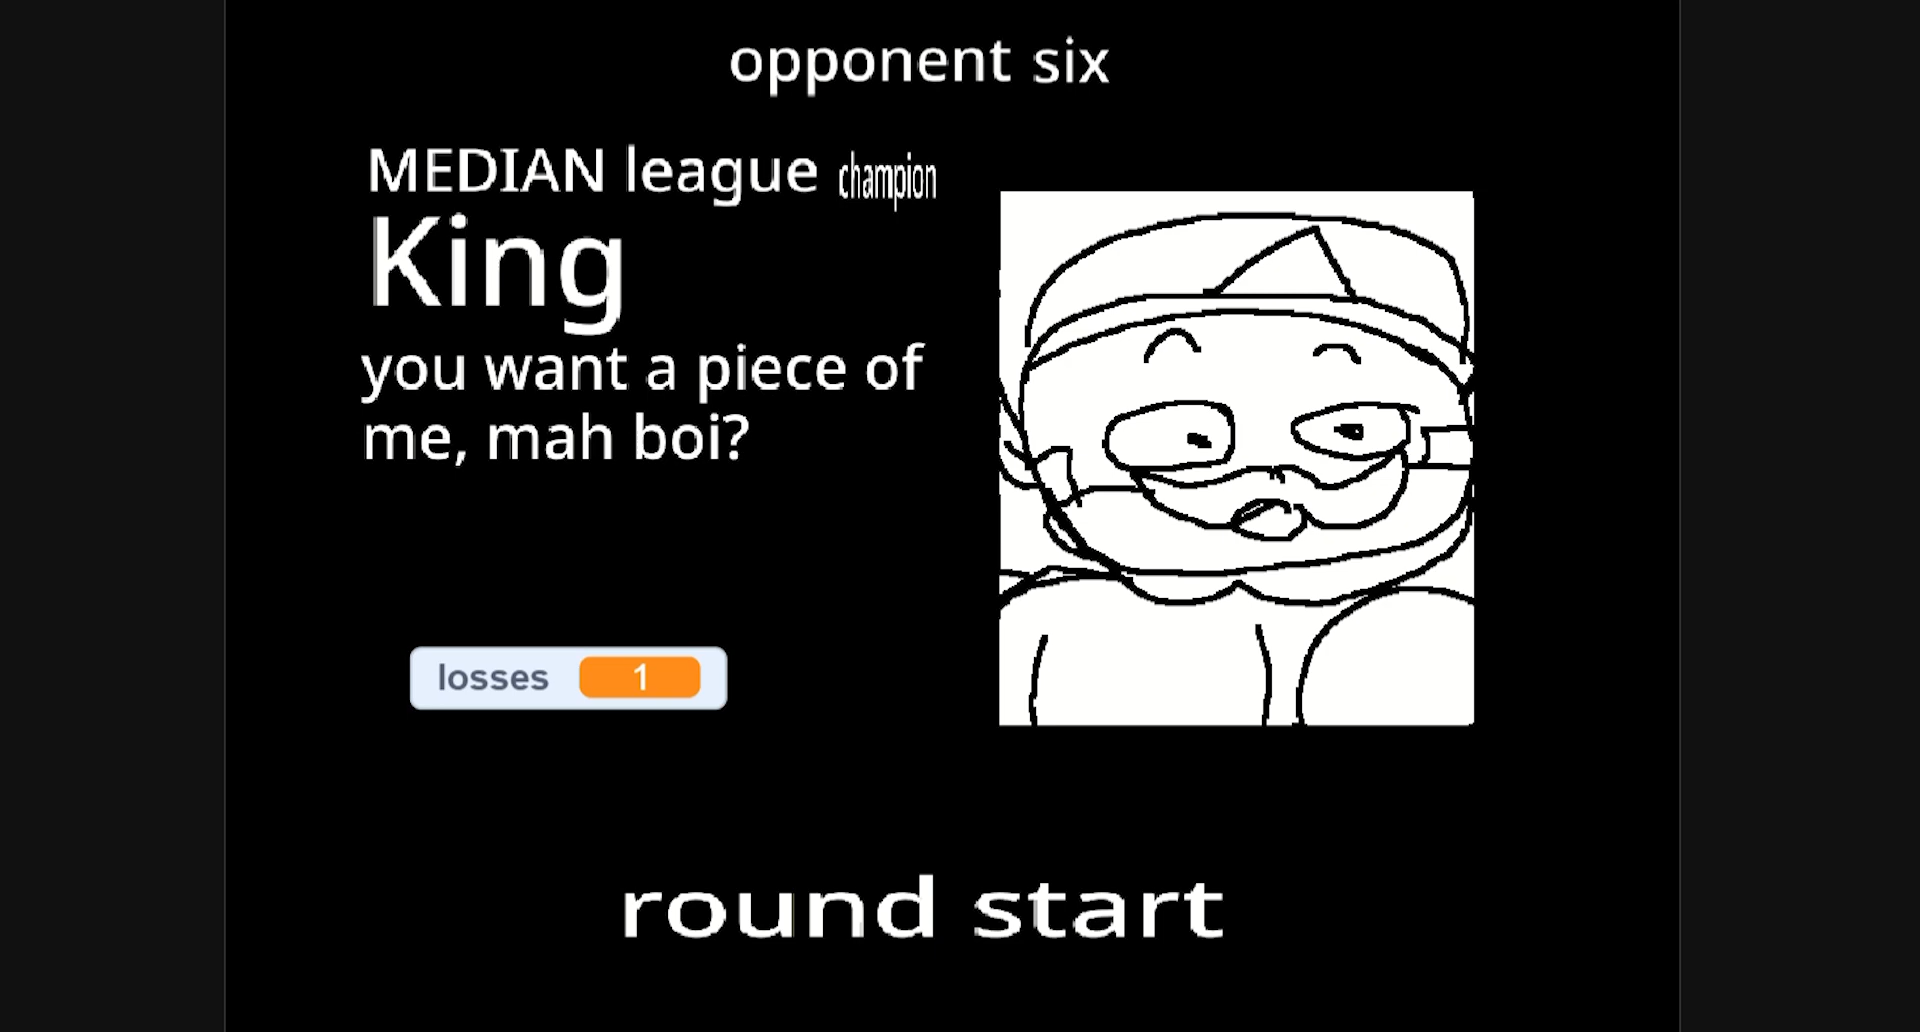 opponent six
MEDIAN league champion
King
you want a piece of
me, mah boi?
losses 1
round start